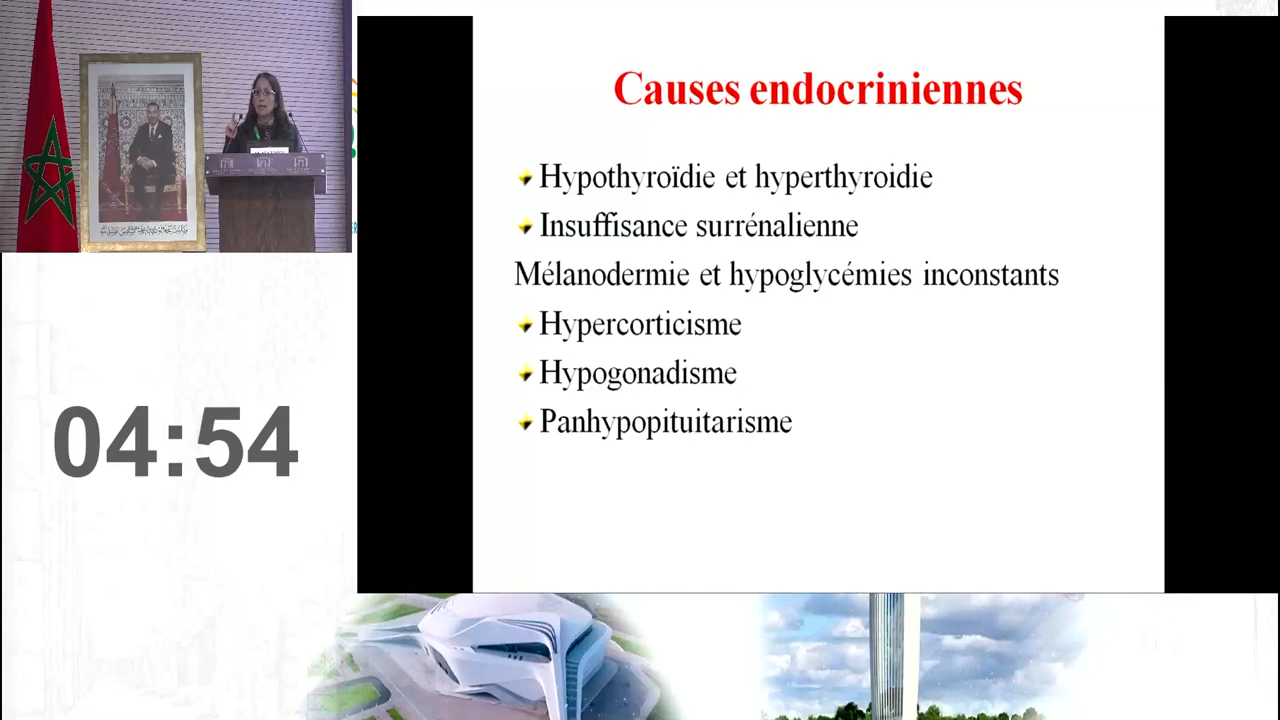 Causes endocriniennes
Hypothyroïdie et hyperthyroidie
Insuffisance surrénalienne
Mélanodermie et hypoglycémies inconstants
Hypercorticisme
Hypogonadisme
Panhypopituitarisme
04:54